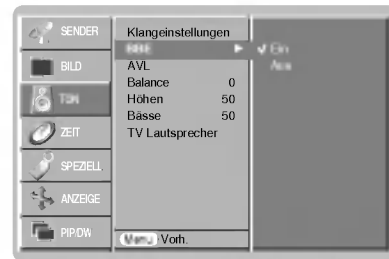 SENDER
BILD
TON
ZEIT
SPEZIELL
ANZEIGE
PIP/DW
Klangeinstellungen
BBE
AVL
Balance 0
Höhen 50
Bässe 50
TV Lautsprecher
Menu Vorh.
Ein
Aus